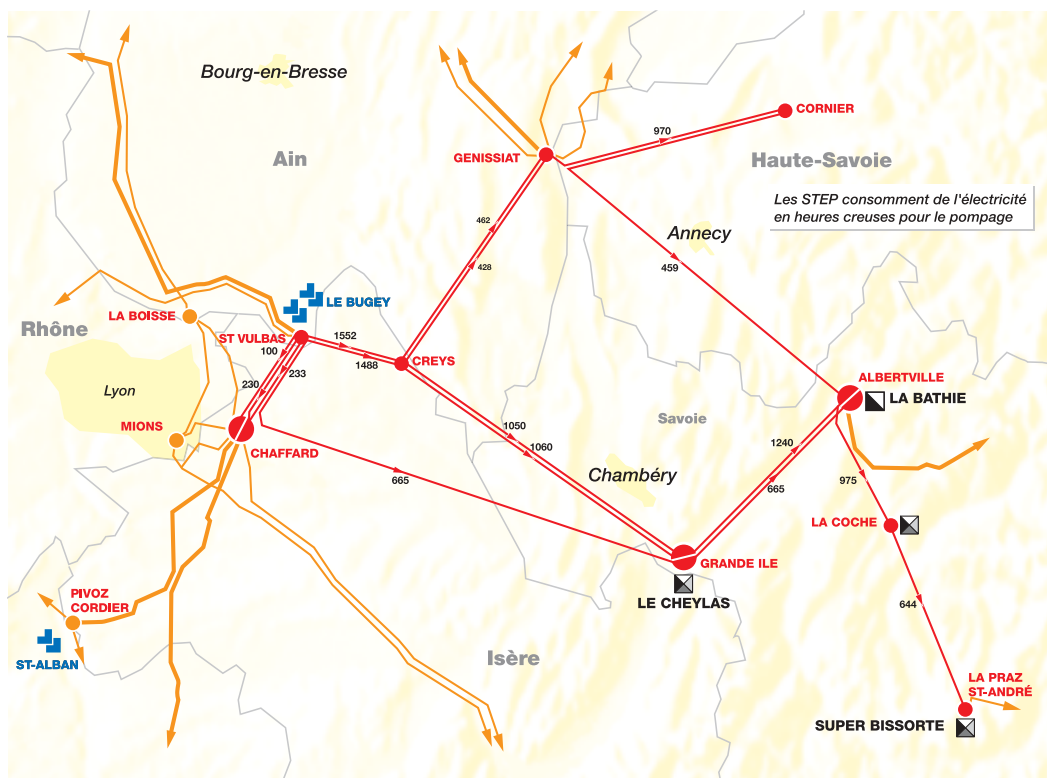 Bourg-en-Bresse
CORNIER
970
Ain
GENISSIAT
Haute-Savoie
Les STEP consomment de l'électricité
en heures creuses pour le pompage
462
Annecy
428
459
LE BUGEY
LA BOISSE
Rhône
ST VULBAS
1552
100
1488
CREYS
233
230
Lyon
ALBERTVILLE
LA BATHIE
Savoie
MIONS
CHAFFARD
1050
1060
1240
Chambéry
665
665
975
LA COCHE
GRANDE ILE
LE CHEYLAS
PIVOZ
CORDIER
644
ST-ALBAN
Isère
LA PRAZ
ST-ANDRÉ
SUPER BISSORTE